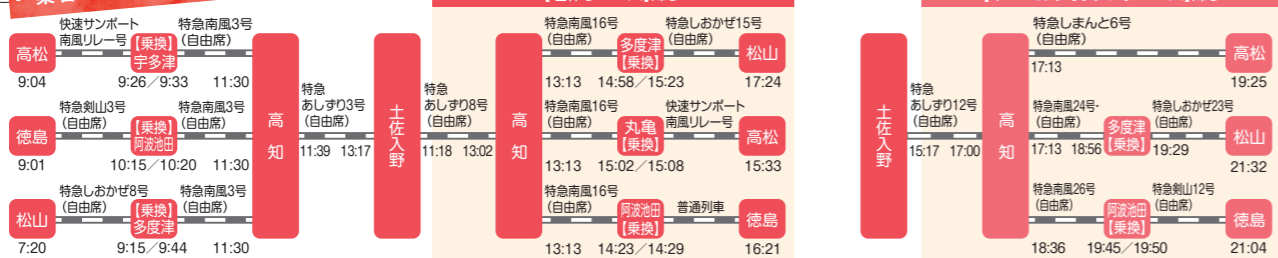 快速サンポート
南風リレー号
特急南風3号
(自由席)
高松
【乗換】
宇多津
9:04
9:26/9:33
11:30
特急剣山3号
(自由席)
特急南風3号
(自由席)
徳島
【乗換】
阿波池田
9:01
10:15/10:20
11:30
特急しおかぜ8号
(自由席)
特急南風3号
(自由席)
松山
【乗換】
多度津
7:20
9:15/9:44
11:30
高知
特急
あしずり3号
(自由席)
11:39 13:17
土佐入野
特急
あしずり8号
(自由席)
11:18 13:02
高知
特急南風16号
(自由席)
特急しおかぜ15号
(自由席)
多度津
【乗換】
松山
13:13
14:58/15:23
17:24
特急南風16号
(自由席)
快速サンポート
南風リレー号
丸亀
【乗換】
高松
13:13
15:02/15:08
15:33
特急南風16号
(自由席)
普通列車
阿波池田
【乗換】
徳島
13:13
14:23/14:29
16:21
土佐入野
特急
あしずり12号
(自由席)
15:17 17:00
高知
特急しまんと6号
(自由席)
高松
17:13
19:25
特急南風24号・
(自由席)
特急しおかぜ23号
(自由席)
多度津
【乗換】
松山
17:13 18:56
19:29
21:32
特急南風26号
(自由席)
特急剣山12号
(自由席)
阿波池田
【乗換】
徳島
18:36
19:45/19:50
21:04